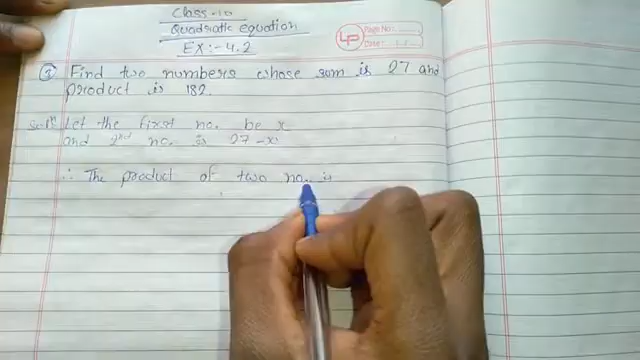 Class-10
Quadratic equation
EX:- 4.2
Page No:
Date:
Find two numbers whose sum is 27 and
product is 182.
Solⁿ Let the first no. be x
and 2nd no. is 27-x
∴ The product of two no. is